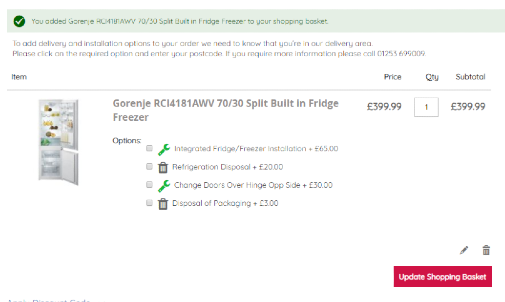 You added Gorenje RCI4181AWV 70/30 Split Built in Fridge Freezer to your shopping basket.
To add delivery and installation options to your order we need to know that you're in our delivery area.
Please click on the required option and enter your postcode. If you require more information please call 01253 699009.
Item Price Qty Subtotal
Gorenje RCI4181AWV 70/30 Split Built in Fridge Freezer £399.99 1 £399.99
Options:
Integrated Fridge/Freezer Installation + £65.00
Refrigeration Disposal + £20.00
Change Doors Over Hinge Opp Side + £30.00
Disposal of Packaging + £3.00
Update Shopping Basket
Discount Code